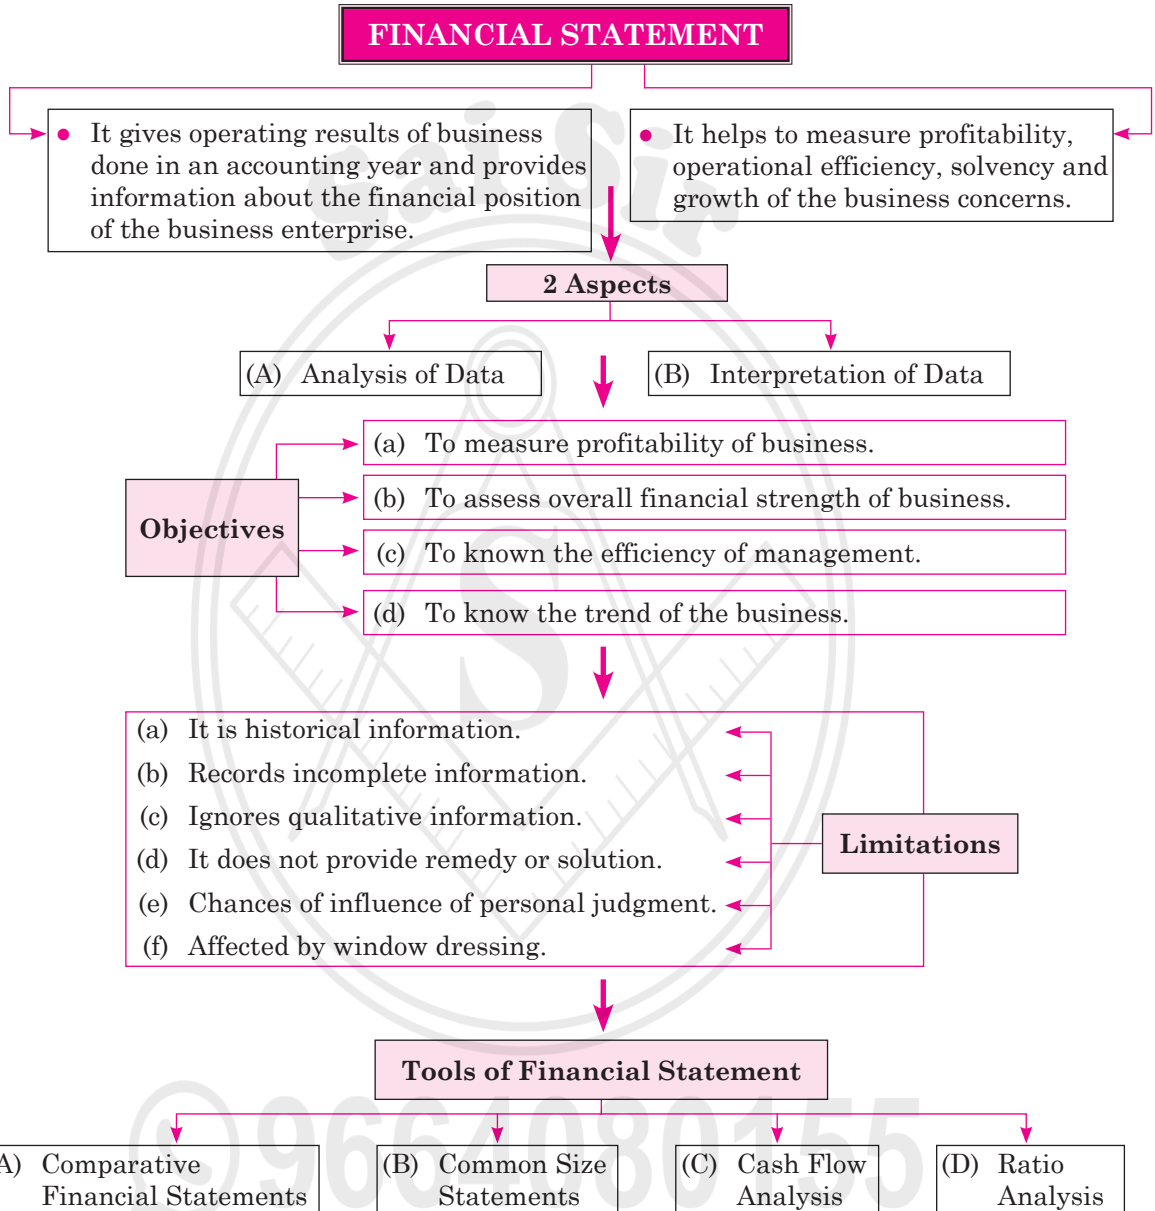 FINANCIAL STATEMENT
• It gives operating results of business
done in an accounting year and provides
information about the financial position
of the business enterprise.
• It helps to measure profitability,
operational efficiency, solvency and
growth of the business concerns.
Sai Sir
2 Aspects
(A) Analysis of Data
(B) Interpretation of Data
Objectives
(a) To measure profitability of business.
(b) To assess overall financial strength of business.
(c) To known the efficiency of management.
(d) To know the trend of the business.
S
(a) It is historical information.
(b) Records incomplete information.
(c) Ignores qualitative information.
(d) It does not provide remedy or solution.
(e) Chances of influence of personal judgment.
(f) Affected by window dressing.
Limitations
Tools of Financial Statement
9664080155
A) Comparative
Financial Statements
(B) Common Size
Statements
(C) Cash Flow
Analysis
(D) Ratio
Analysis